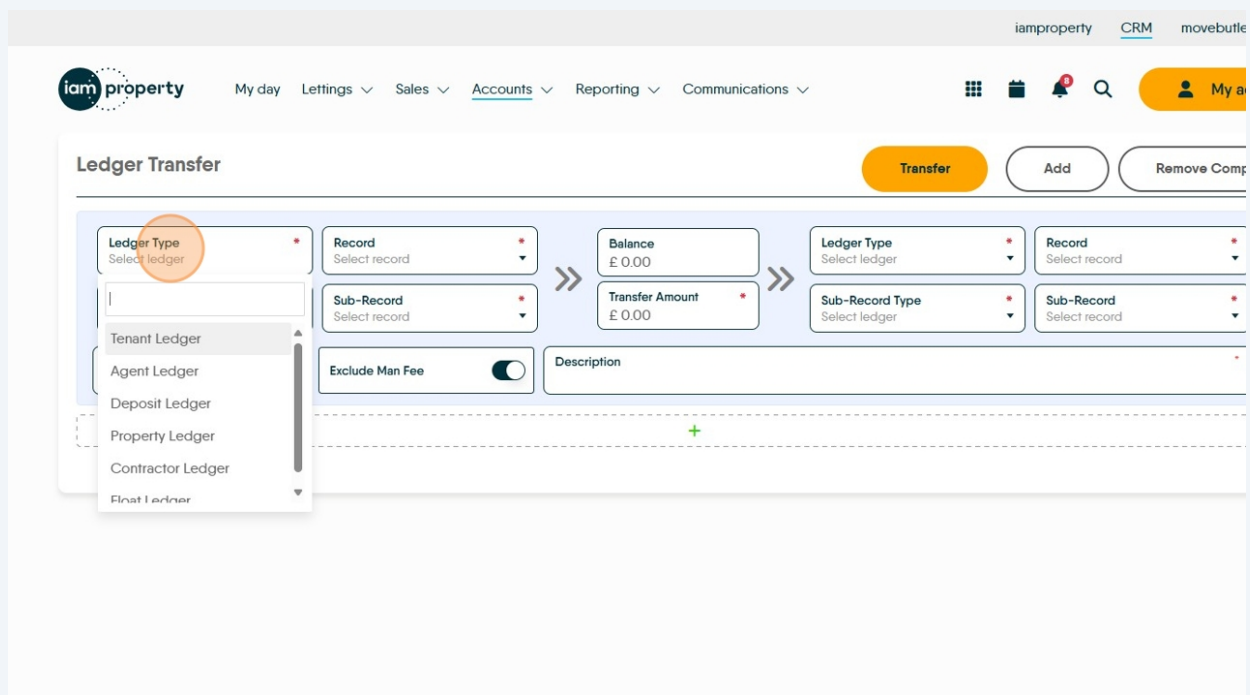 iamproperty CRM movebutle
iam property My day Lettings Sales Accounts Reporting Communications 8 My a
Ledger Transfer Transfer Add Remove Comp
Ledger Type * Record * Balance Ledger Type * Record *
Select ledger Select record £ 0.00 Select ledger Select record
Sub-Record * Transfer Amount * Sub-Record Type * Sub-Record *
Select record £ 0.00 Select ledger Select record
Tenant Ledger
Agent Ledger Exclude Man Fee Description
Deposit Ledger
Property Ledger +
Contractor Ledger
Float Ledger